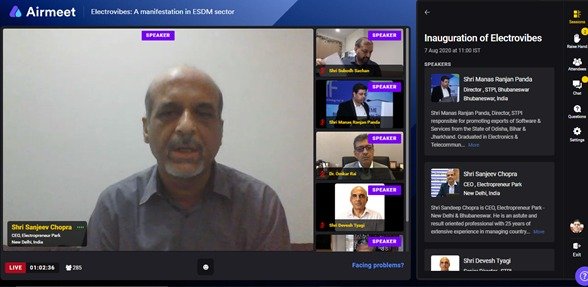 Airmeet
Electrovibes: A manifestation in ESDM sector
SPEAKER
Shri Sanjeev Chopra
CEO, Electropreneur Park
New Delhi, India
SPEAKER
Shri Subodh Sachan
SPEAKER
Shri Manas Ranjan Panda
SPEAKER
Dr. Omkar Rai
SPEAKER
Shri Devesh Tyagi
SPEAKER
LIVE
01:02:36
285
Facing problems?
Inauguration of Electrovibes
7 Aug 2020 at 11:00 IST
SPEAKERS
Shri Manas Ranjan Panda
Director , STPI, Bhubaneswar
Bhubaneswar, India
Shri Manas Ranjan Panda, Director, STPI
responsible for promoting exports of Software &
Services from the State of Odisha, Bihar &
Jharkhand. Graduated in Electronics &
Telecommun... More
Shri Sanjeev Chopra
CEO , Electropreneur Park
New Delhi, India
Shri Sandeep Chopra is CEO, Electropreneur Park -
New Delhi & Bhubaneswar. He is an astute and
result oriented professional with 25 years of
extensive experience in managing country... More
Shri Devesh Tyagi
Sessions
Raise Hand
Attendees
Chat
Questions
Settings
Exit